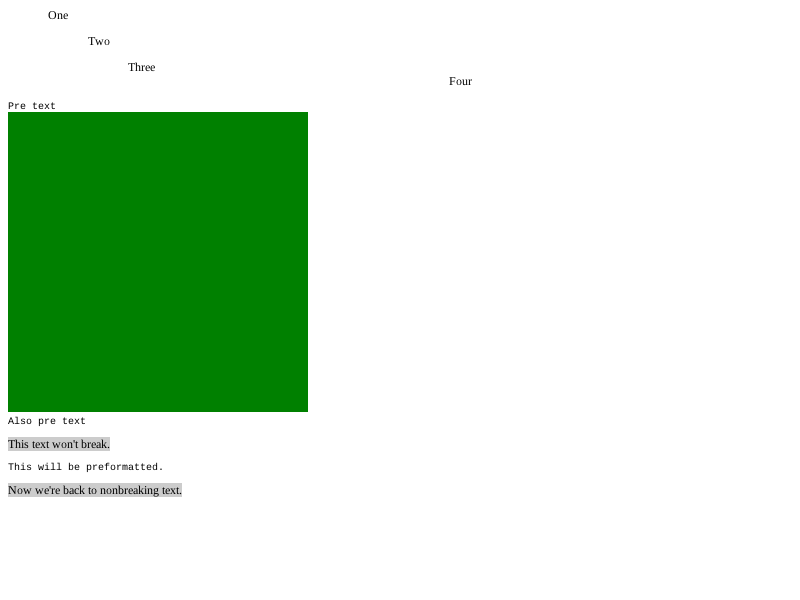 One
Two
Three
Four
Pre text
Also pre text
This text won't break.
This will be preformatted.
Now we're back to nonbreaking text.